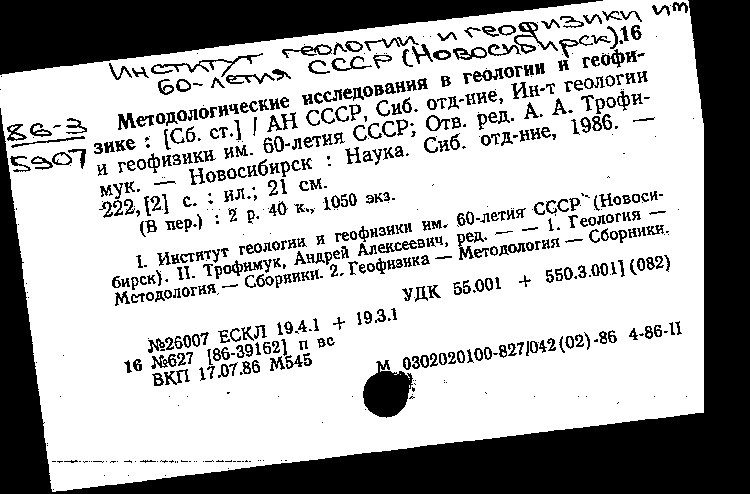 Институт геологии и геофизики им
60-летия СССР (Новосибирск).16
86-3
5907
Методологические исследования в геологии и геофи-
зике : [Сб. ст.] / АН СССР, Сиб. отд-ние, Ин-т геологии
и геофизики им. 60-летия СССР; Отв. ред. А. А. Трофи-
мук. — Новосибирск : Наука. Сиб. отд-ние, 1986. —
222, [2] с. : ил.; 21 см.
(В пер.) : 2 р. 40 к., 1050 экз.
I. Институт геологии и геофизики им. 60-летия СССР (Новоси-
бирск). II. Трофимук, Андрей Алексеевич, ред. — — 1. Геология —
Методология — Сборники. 2. Геофизика — Методология — Сборники.
УДК 55.001 + 550.3.001](082)
№26007 ЕСКЛ 19.4.1 + 19.3.1
16 №627 [86-39162] п вс
ВКП 17.07.86 М545
М 0302020100-827/042(02)-86 4-86-II